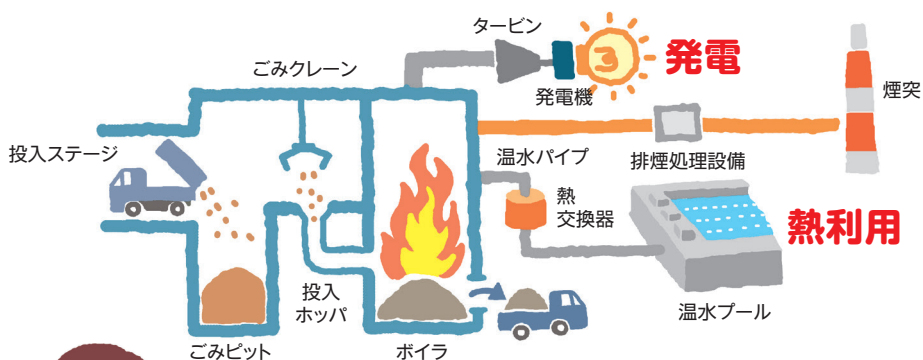 タービン
発電
ごみクレーン
発電機
煙突
投入ステージ
温水パイプ
排煙処理設備
熱
交換器
熱利用
投入
ホッパ
温水プール
ごみピット
ボイラ